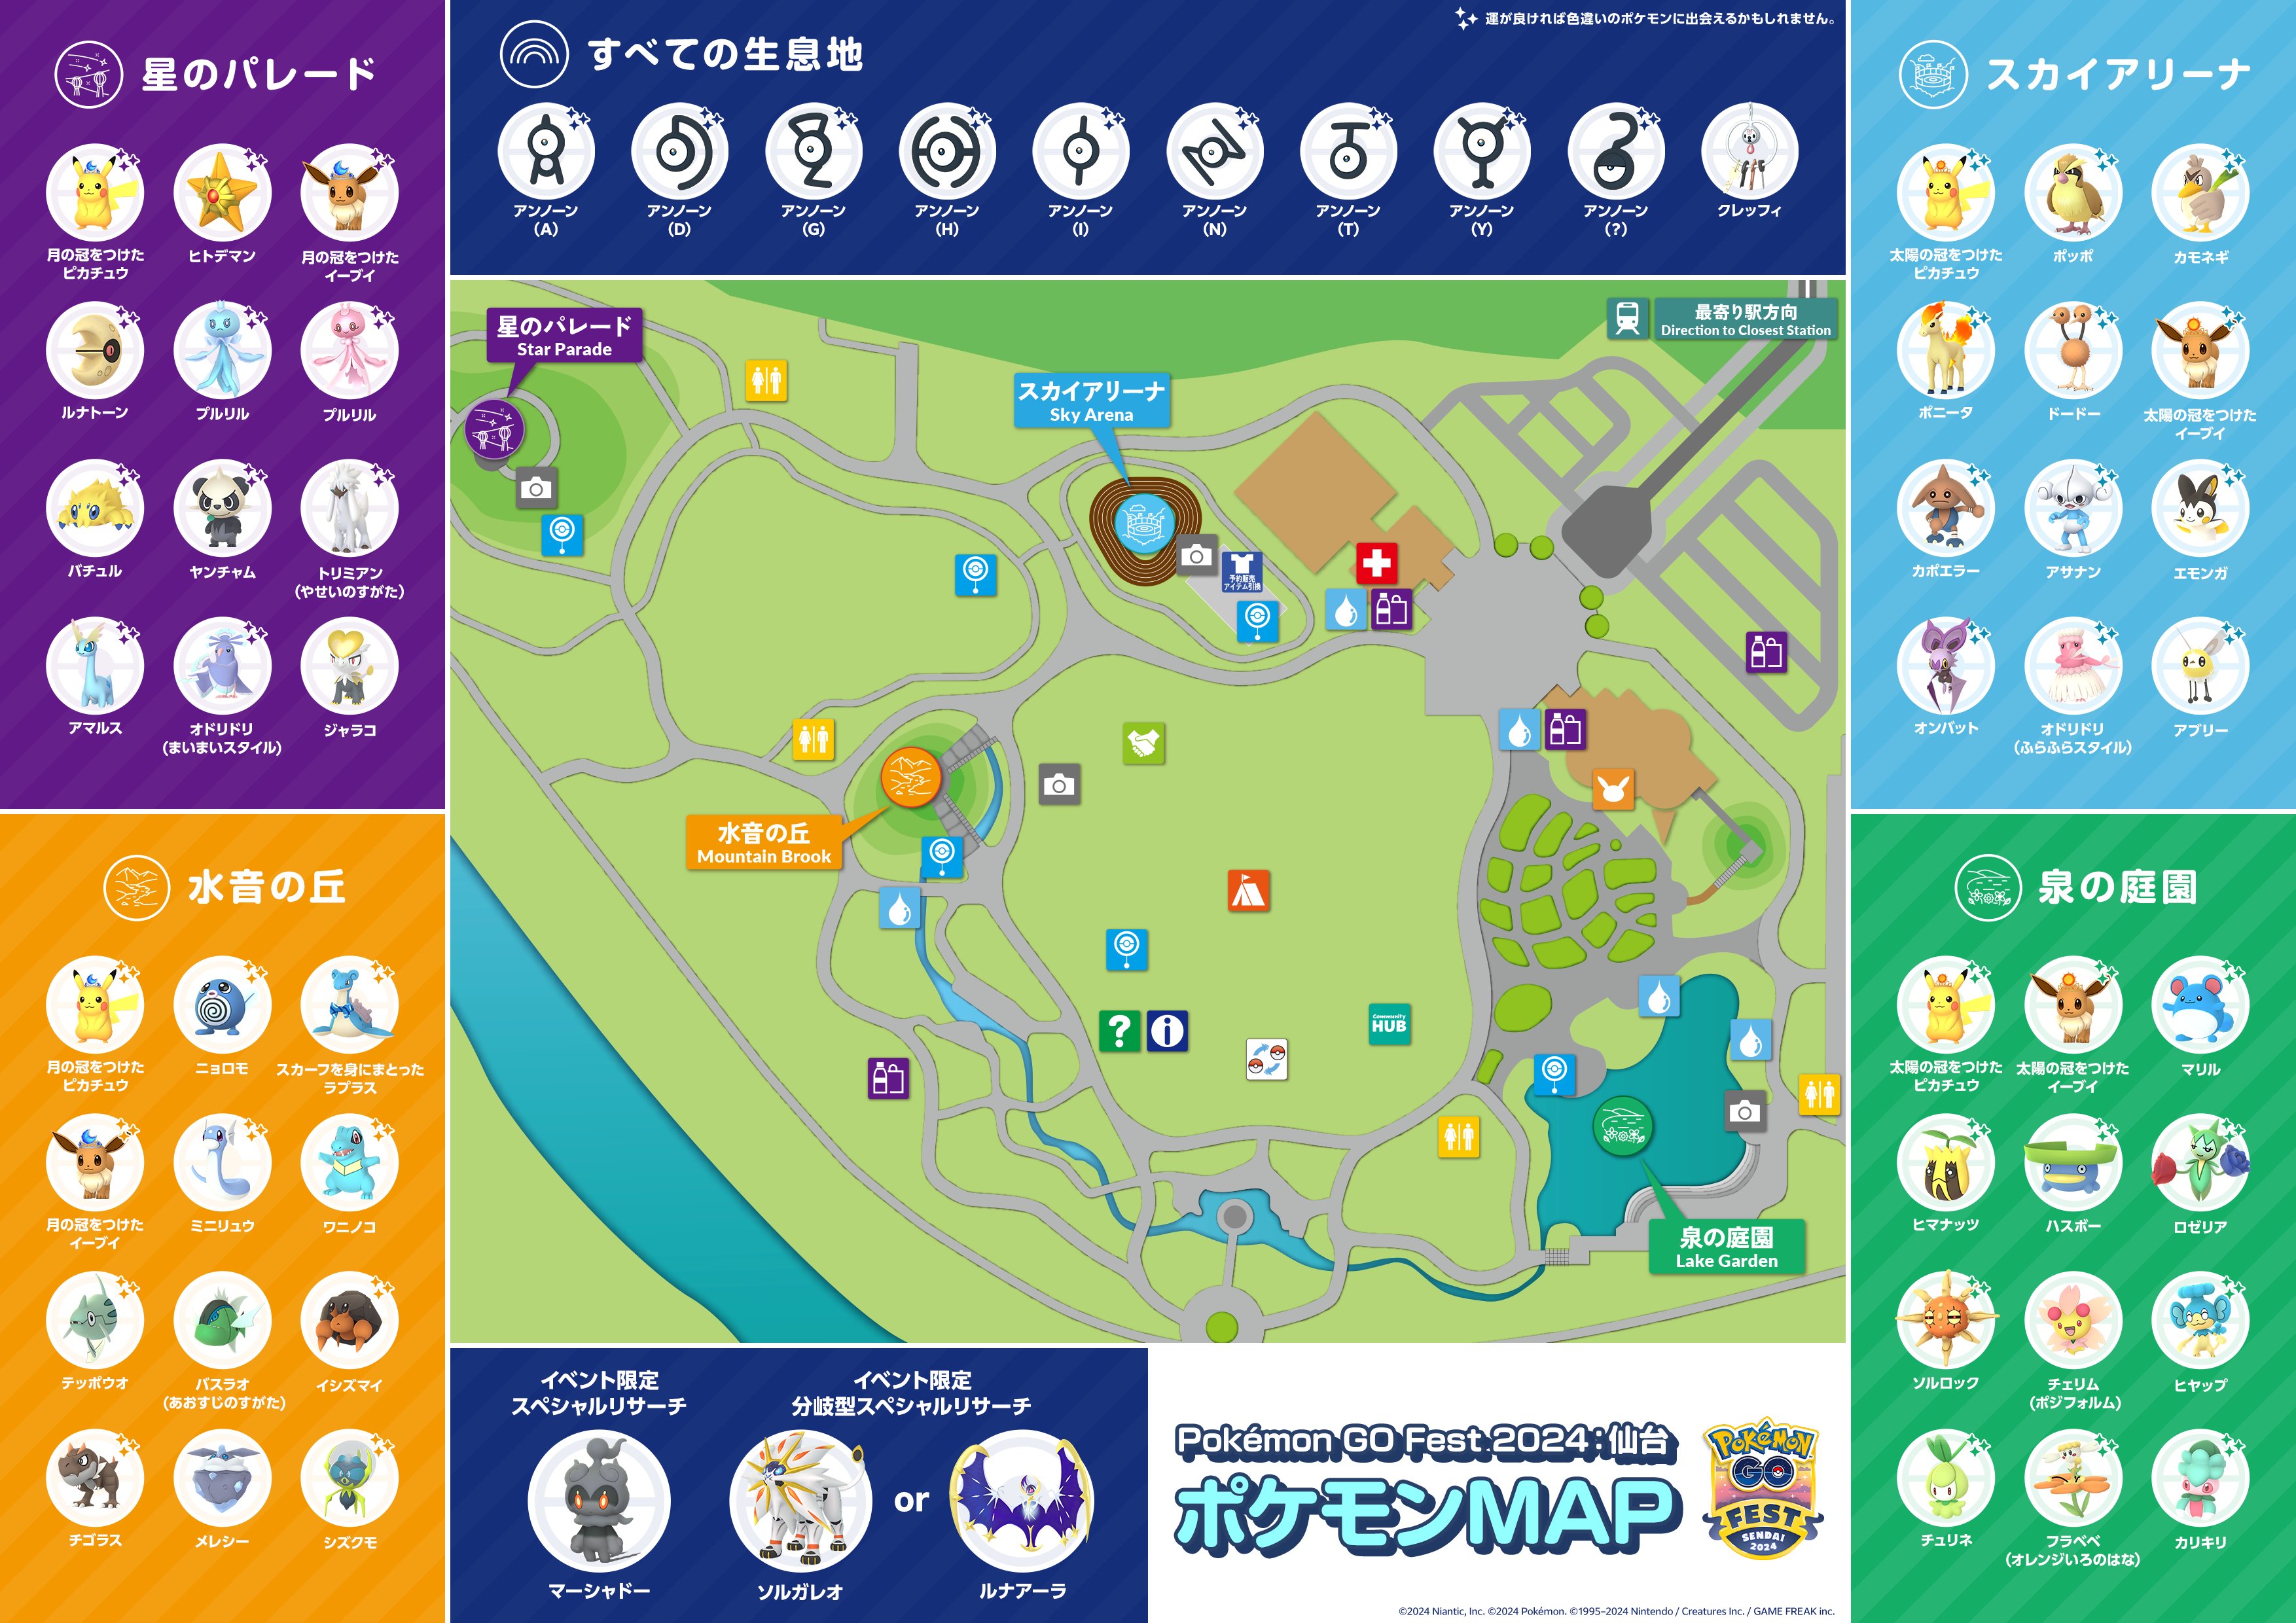 星のパレード
月の冠をつけた
ピカチュウ
ヒトデマン
月の冠をつけた
イーブイ
ルナトーン
プルリル
プルリル
バチュル
ヤンチャム
トリミアン
(やせいのすがた)
アマルス
オドリドリ
(まいまいスタイル)
ジャラコ
すべての生息地
運が良ければ色違いのポケモンに出会えるかもしれません。
アンノーン
(A)
アンノーン
(D)
アンノーン
(G)
アンノーン
(H)
アンノーン
(I)
アンノーン
(N)
アンノーン
(T)
アンノーン
(Y)
アンノーン
(?)
クレッフィ
スカイアリーナ
太陽の冠をつけた
ピカチュウ
ポッポ
カモネギ
ポニータ
ドードー
太陽の冠をつけた
イーブイ
カポエラー
アサナン
エモンガ
オンバット
オドリドリ
(ふらふらスタイル)
アブリー
星のパレード
Star Parade
最寄り駅方向
Direction to Closest Station
スカイアリーナ
Sky Arena
予約販売
アイテム引換
水音の丘
Mountain Brook
?
i
Community
HUB
泉の庭園
Lake Garden
水音の丘
月の冠をつけた
ピカチュウ
ニョロモ
スカーフを身にまとった
ラプラス
月の冠をつけた
イーブイ
ミニリュウ
ワニノコ
テッポウオ
バスラオ
(あおすじのすがた)
イシズマイ
チゴラス
メレシー
シズクモ
泉の庭園
太陽の冠をつけた
ピカチュウ
太陽の冠をつけた
イーブイ
マリル
ヒマナッツ
ハスボー
ロゼリア
ソルロック
チェリム
(ポジフォルム)
ヒヤップ
チュリネ
フラベベ
(オレンジいろのはな)
カリキリ
イベント限定
スペシャルリサーチ
マーシャドー
イベント限定
分岐型スペシャルリサーチ
ソルガレオ
or
ルナアーラ
Pokémon GO Fest 2024:仙台
ポケモンMAP
POKÉMON
GO
FEST
SENDAI
2024
©2024 Niantic, Inc. ©2024 Pokémon. ©1995–2024 Nintendo / Creatures Inc. / GAME FREAK inc.